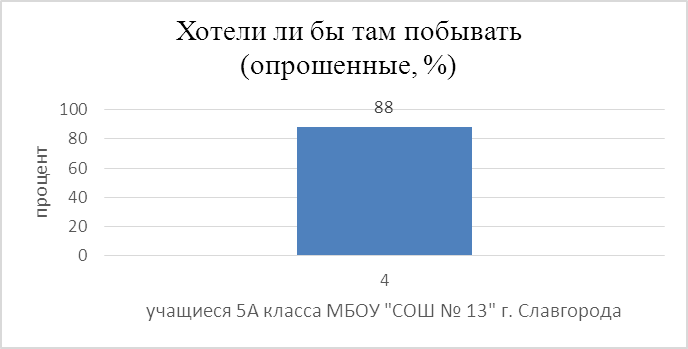 Хотели ли бы там побывать
(опрошенные, %)
процент
100
80
60
40
20
0
88
4
учащиеся 5А класса МБОУ "СОШ № 13" г. Славгорода